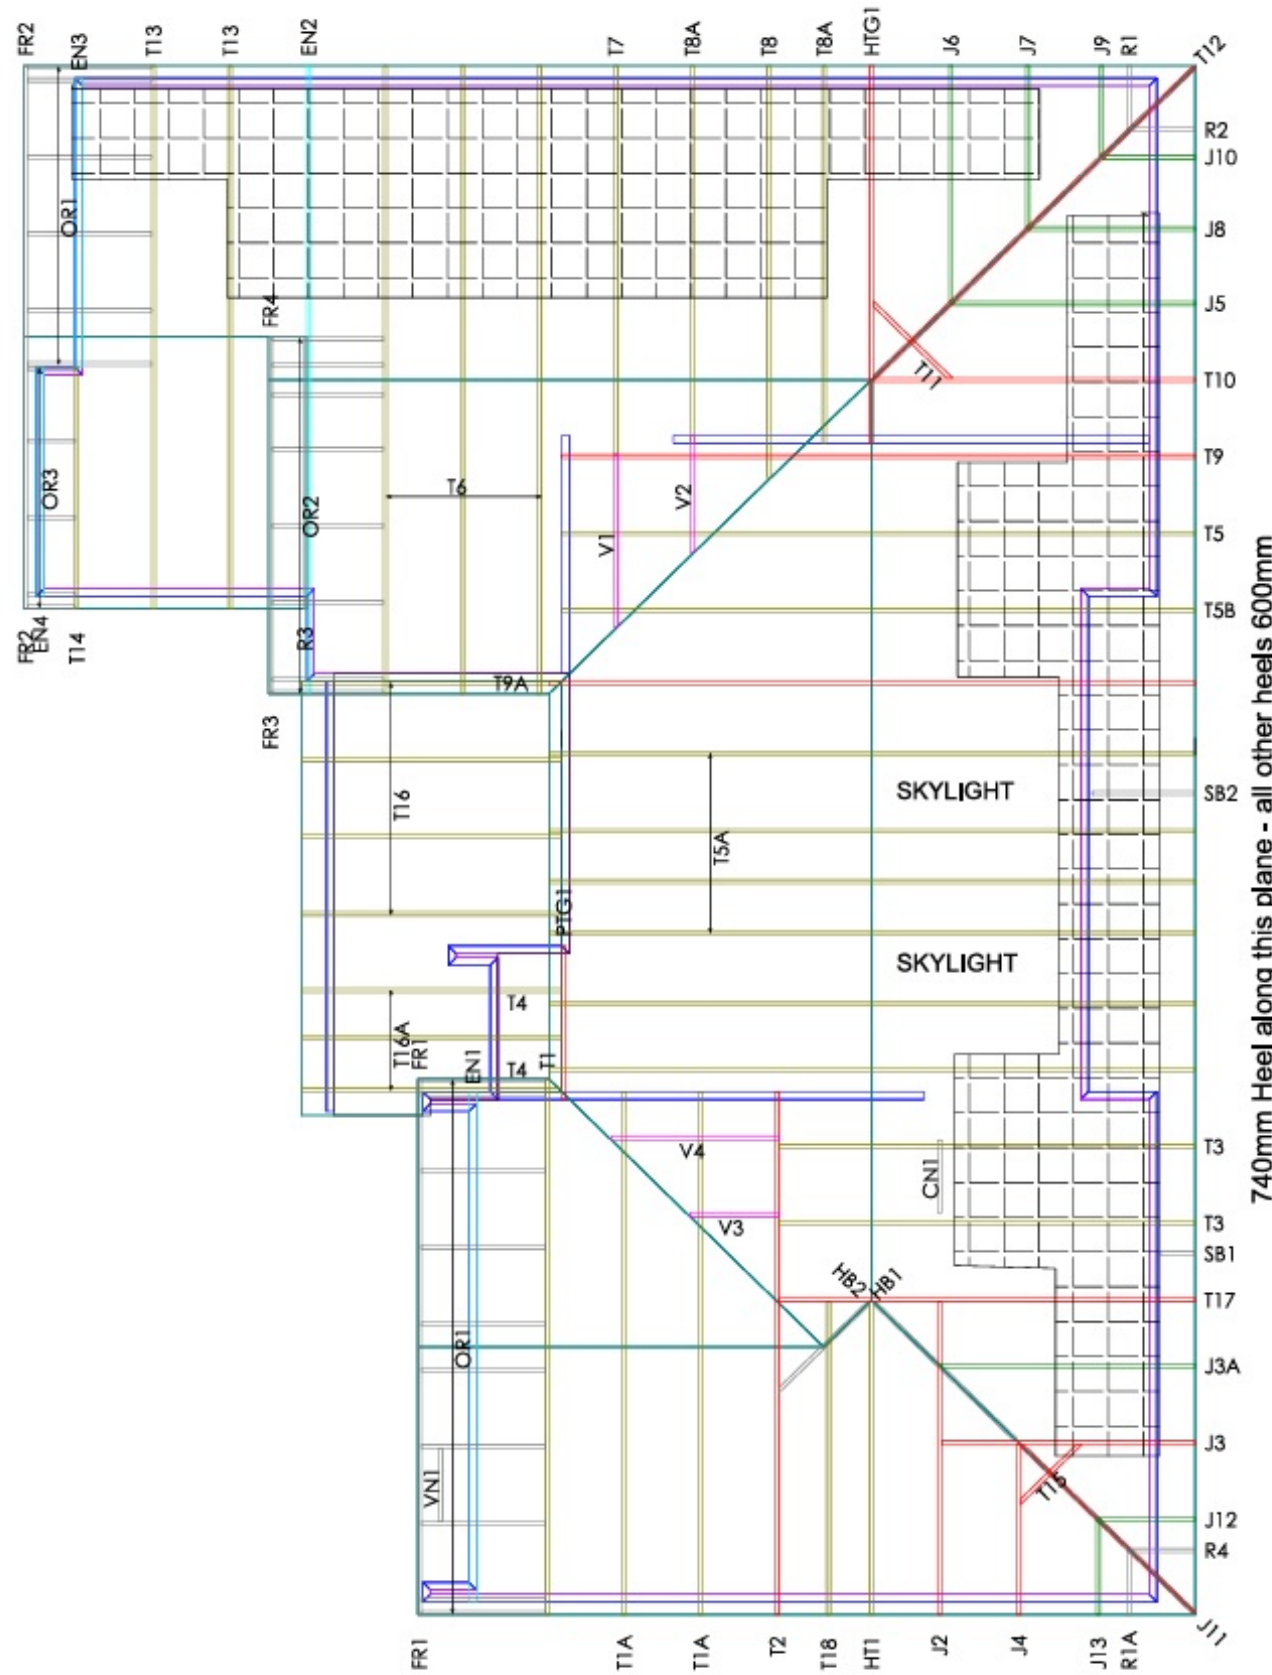 FR2
EN3
T13
T13
EN2
T7
T8A
T8
T8A
HTG1
J6
J7
J9
R1
T12
R2
J10
J8
J5
T10
T9
T5
T5B
SB2
T3
T3
SB1
T17
J3A
J3
J12
R4
J11
OR1
FR4
T11
OR3
OR2
T6
V2
V1
FR2
EN4
T14
R3
T9A
FR3
T16
T5A
SKYLIGHT
PTG1
SKYLIGHT
T4
T16A
FR1
EN1
T4
T1
V4
CN1
V3
HB2
HB1
OR1
VN1
T15
FR1
T1A
T1A
T2
T18
HT1
J2
J4
J13
R1A
740mm Heel along this plane - all other heels 600mm